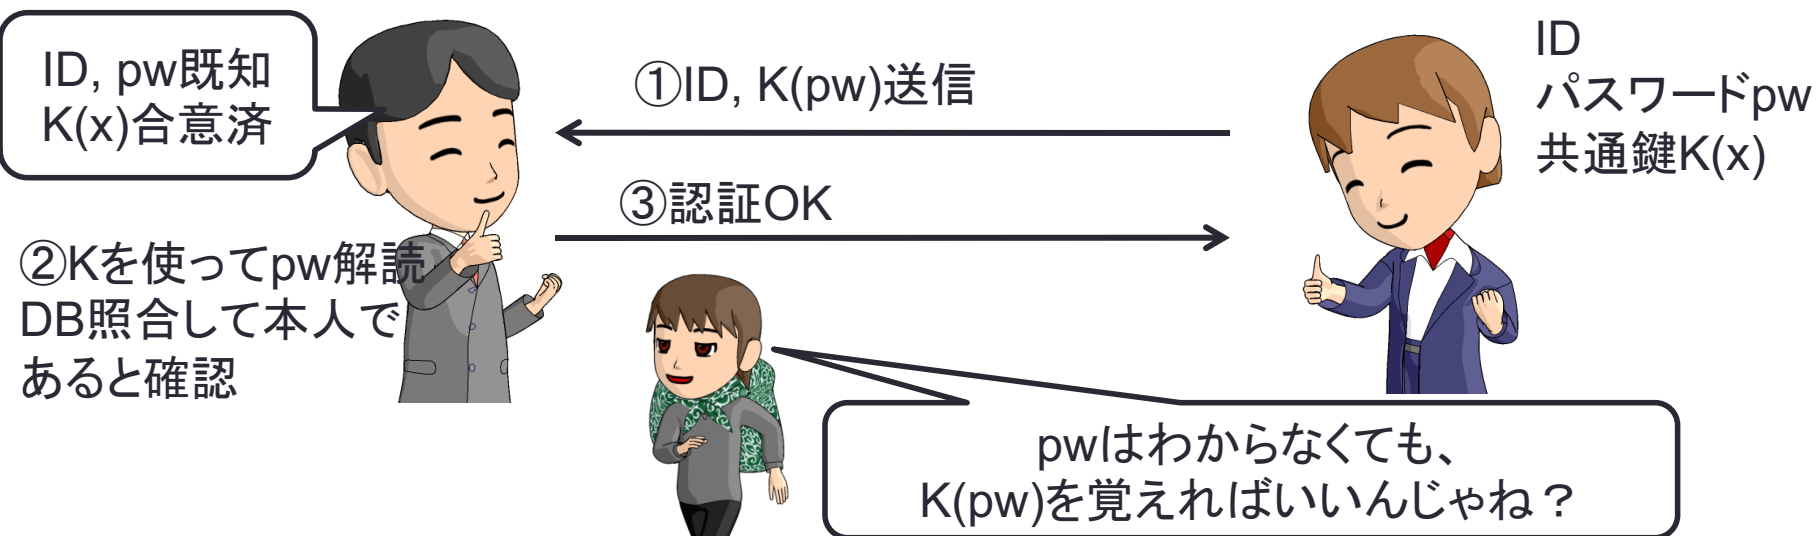 ID, pw既知
K(x)合意済
①ID, K(pw)送信
ID
パスワードpw
共通鍵K(x)
③認証OK
②Kを使ってpw解読
DB照合して本人で
あると確認
pwはわからなくても、
K(pw)を覚えればいいんじゃね？